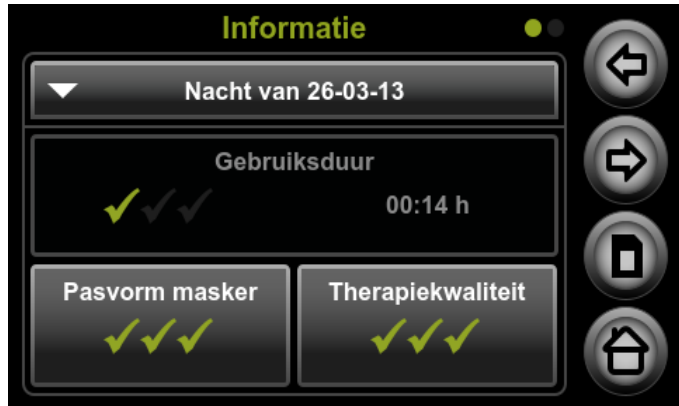 Informatie
Nacht van 26-03-13
Gebruiksduur
00:14 h
Pasvorm masker
Therapiekwaliteit